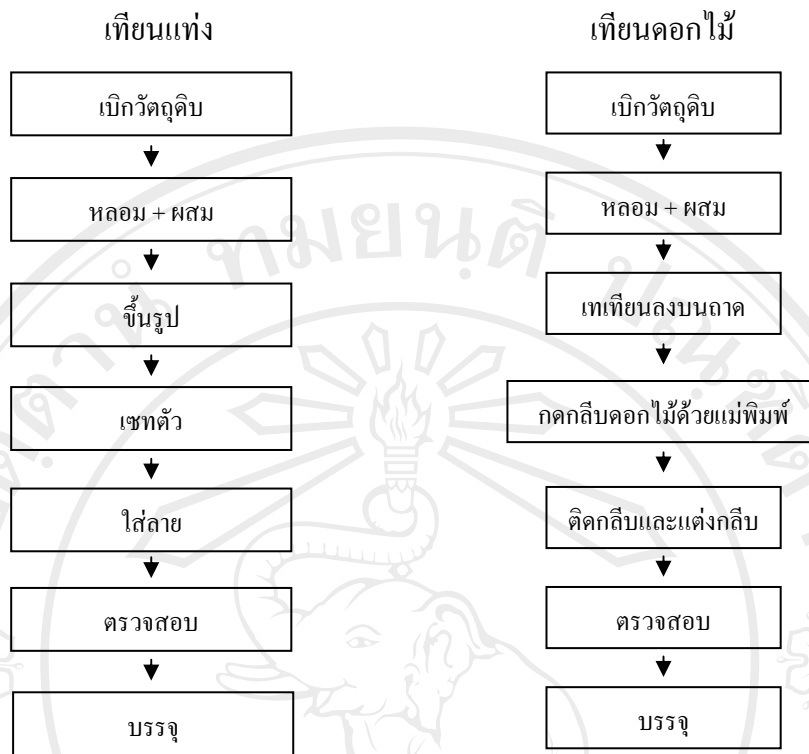 เทียนแท่ง
เบิกวัตถุดิบ
หลอม + ผสม
ขึ้นรูป
เซทตัว
ใส่ลาย
ตรวจสอบ
บรรจุ
เทียนดอกไม้
เบิกวัตถุดิบ
หลอม + ผสม
เทเทียนลงบนถาด
กดกลีบดอกไม้ด้วยแม่พิมพ์
ติดกลีบและแต่งกลีบ
ตรวจสอบ
บรรจุ